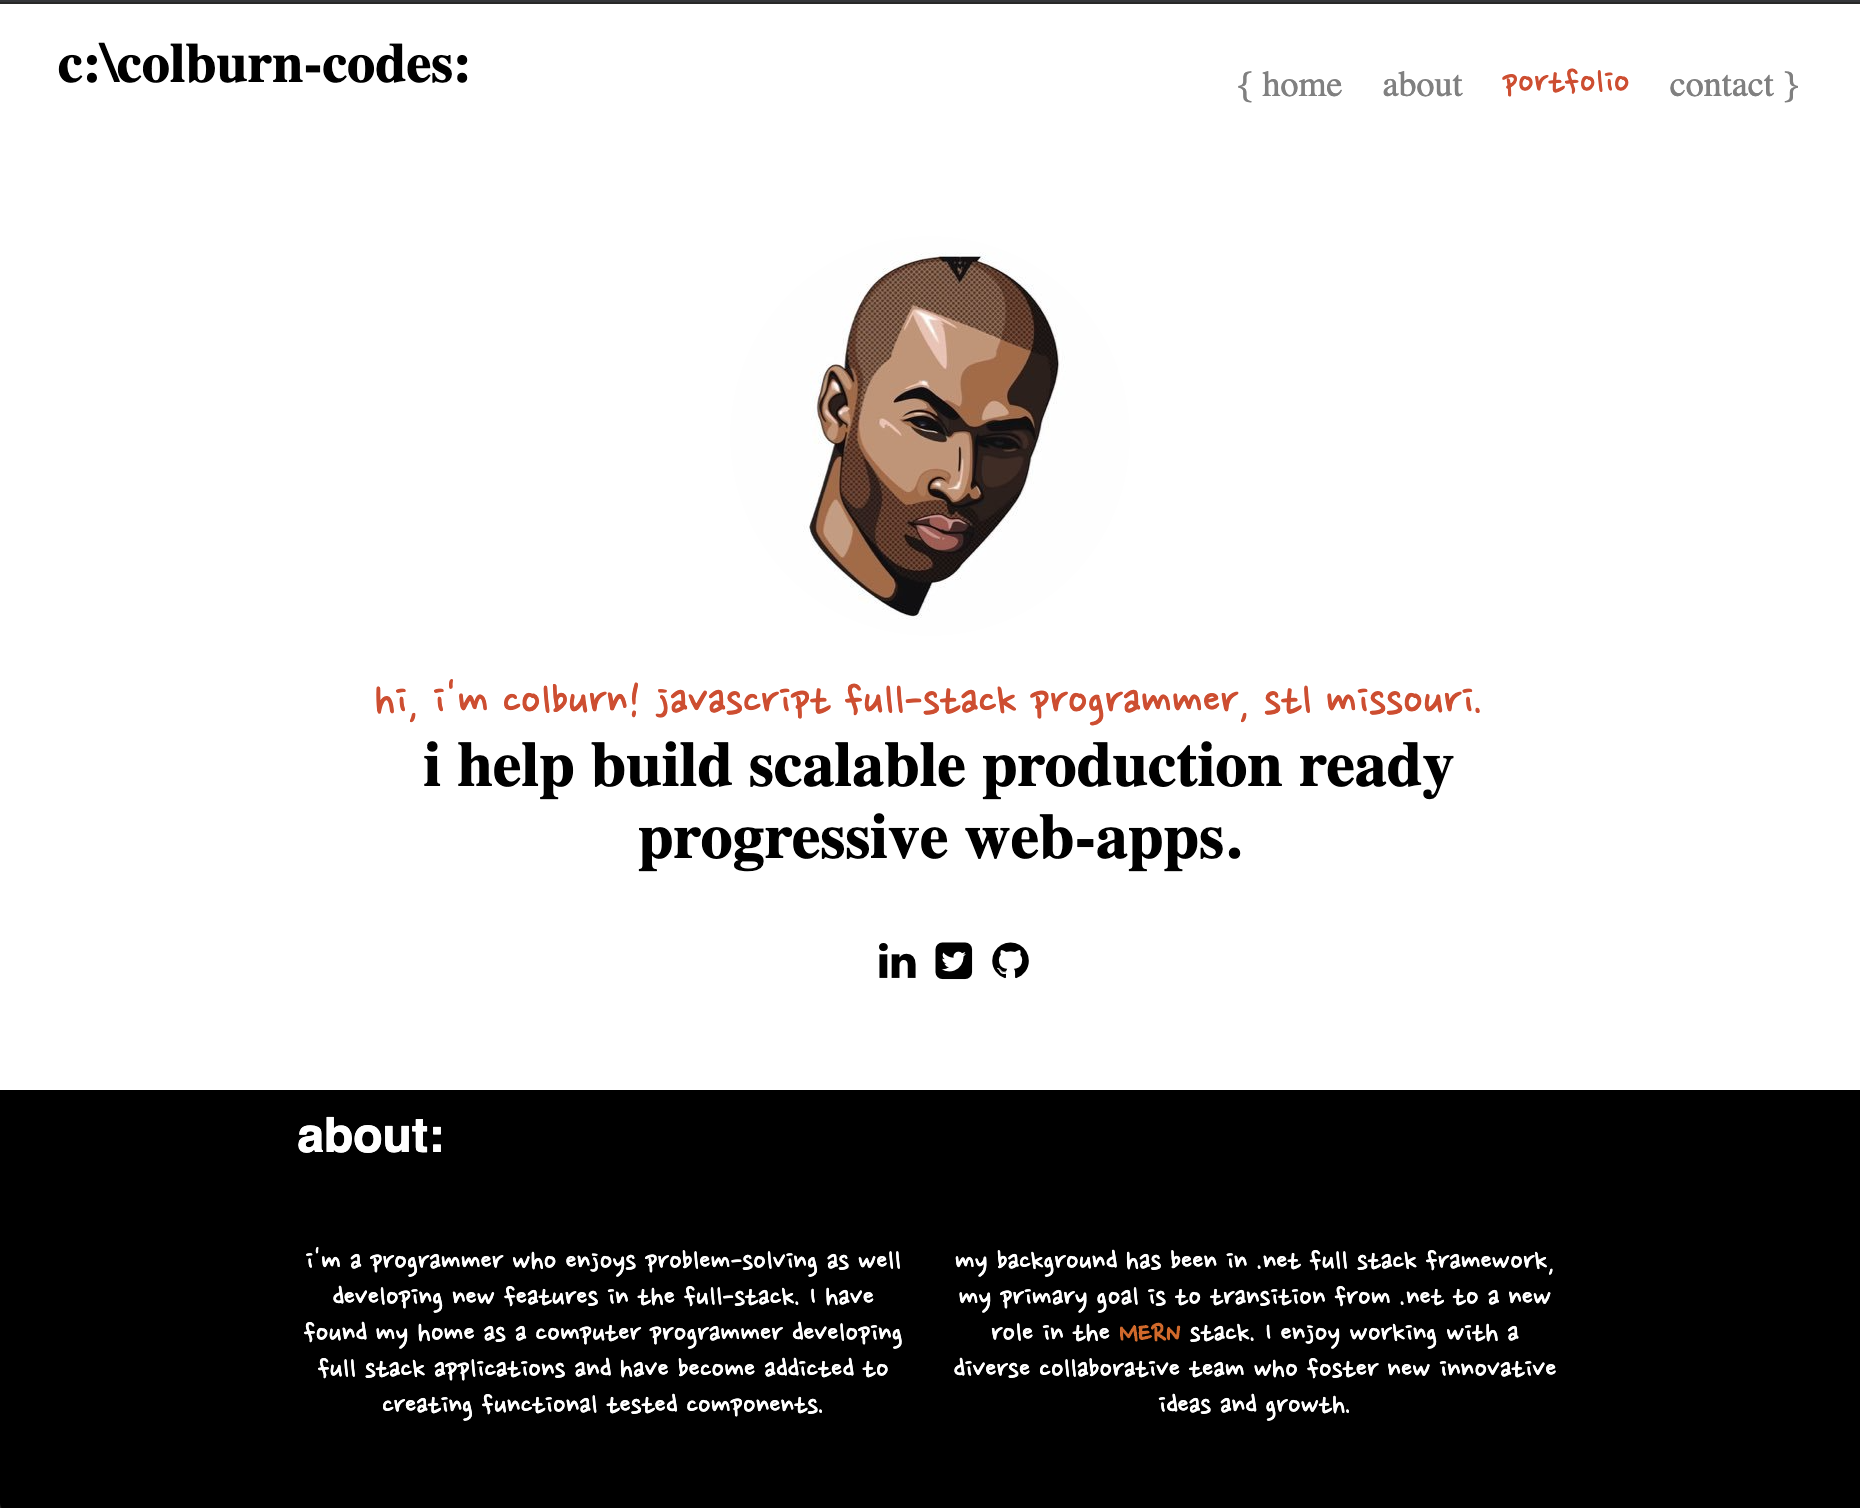 c:\colburn-codes:
{ home about portfolio contact }
hi, i'm colburn! javascript full-stack programmer, stl missouri.
i help build scalable production ready
progressive web-apps.
in
about:
i'm a programmer who enjoys problem-solving as well
developing new features in the full-stack. I have
found my home as a computer programmer developing
full stack applications and have become addicted to
creating functional tested components.
my background has been in .net full stack framework,
my primary goal is to transition from .net to a new
role in the MERN stack. I enjoy working with a
diverse collaborative team who foster new innovative
ideas and growth.